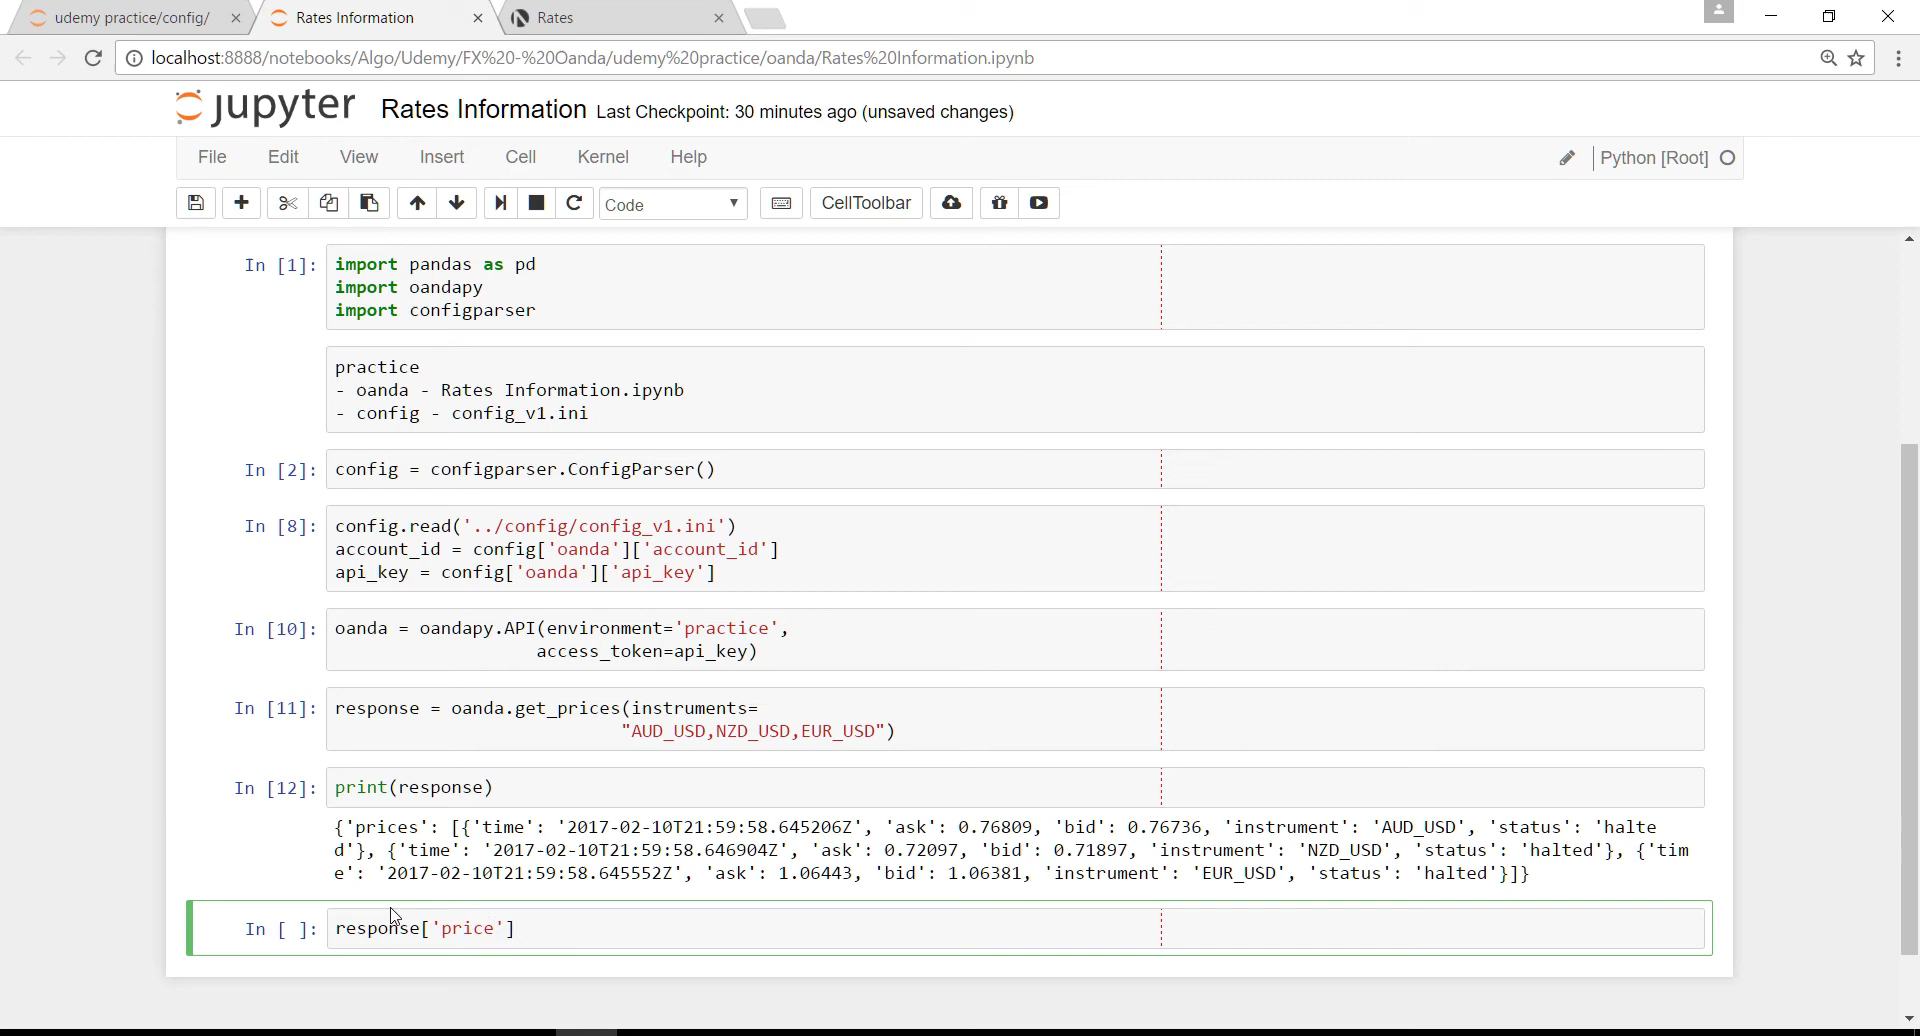 udemy practice/config/
Rates Information
Rates
localhost:8888/notebooks/Algo/Udemy/FX%20-%20Oanda/udemy%20practice/oanda/Rates%20Information.ipynb
jupyter Rates Information Last Checkpoint: 30 minutes ago (unsaved changes)
File Edit View Insert Cell Kernel Help Python [Root]
Code CellToolbar
In [1]: import pandas as pd
import oandapy
import configparser
practice
- oanda - Rates Information.ipynb
- config - config_v1.ini
In [2]: config = configparser.ConfigParser()
In [8]: config.read('../config/config_v1.ini')
account_id = config['oanda']['account_id']
api_key = config['oanda']['api_key']
In [10]: oanda = oandapy.API(environment='practice',
access_token=api_key)
In [11]: response = oanda.get_prices(instruments=
"AUD_USD,NZD_USD,EUR_USD")
In [12]: print(response)
{'prices': [{'time': '2017-02-10T21:59:58.645206Z', 'ask': 0.76809, 'bid': 0.76736, 'instrument': 'AUD_USD', 'status': 'halte
d'}, {'time': '2017-02-10T21:59:58.646904Z', 'ask': 0.72097, 'bid': 0.71897, 'instrument': 'NZD_USD', 'status': 'halted'}, {'tim
e': '2017-02-10T21:59:58.645552Z', 'ask': 1.06443, 'bid': 1.06381, 'instrument': 'EUR_USD', 'status': 'halted'}]}
In [ ]: response['price']